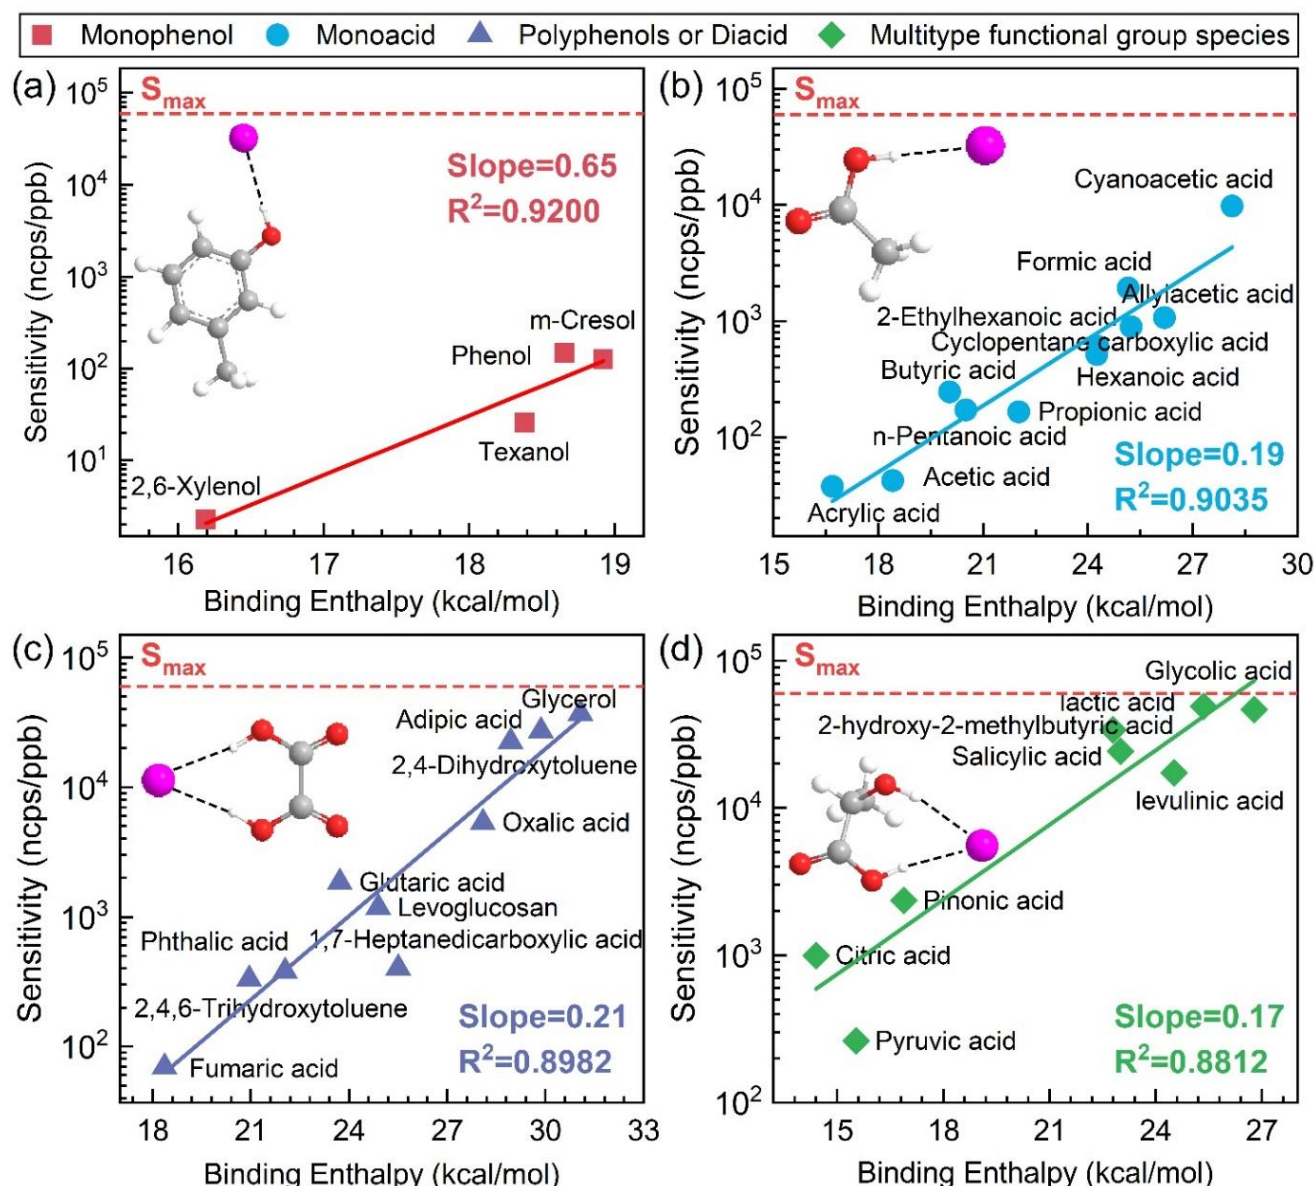 Monophenol Monoacid Polyphenols or Diacid Multitype functional group species
(a)
S_max
Sensitivity (ncps/ppb)
10^5
10^4
10^3
10^2
10^1
Slope=0.65
R^2=0.9200
m-Cresol
Phenol
Texanol
2,6-Xylenol
16 17 18 19
Binding Enthalpy (kcal/mol)
(b)
S_max
Sensitivity (ncps/ppb)
10^5
10^4
10^3
10^2
Cyanoacetic acid
Formic acid
Allylacetic acid
2-Ethylhexanoic acid
Cyclopentane carboxylic acid
Butyric acid
Hexanoic acid
Propionic acid
n-Pentanoic acid
Acetic acid
Acrylic acid
Slope=0.19
R^2=0.9035
15 18 21 24 27 30
Binding Enthalpy (kcal/mol)
(c)
S_max
Sensitivity (ncps/ppb)
10^5
10^4
10^3
10^2
Glycerol
Adipic acid
2,4-Dihydroxytoluene
Oxalic acid
Glutaric acid
Levoglucosan
Phthalic acid
1,7-Heptanedicarboxylic acid
2,4,6-Trihydroxytoluene
Fumaric acid
Slope=0.21
R^2=0.8982
18 21 24 27 30 33
Binding Enthalpy (kcal/mol)
(d)
S_max
Sensitivity (ncps/ppb)
10^5
10^4
10^3
10^2
Glycolic acid
lactic acid
2-hydroxy-2-methylbutyric acid
Salicylic acid
levulinic acid
Pinonic acid
Citric acid
Pyruvic acid
Slope=0.17
R^2=0.8812
15 18 21 24 27
Binding Enthalpy (kcal/mol)